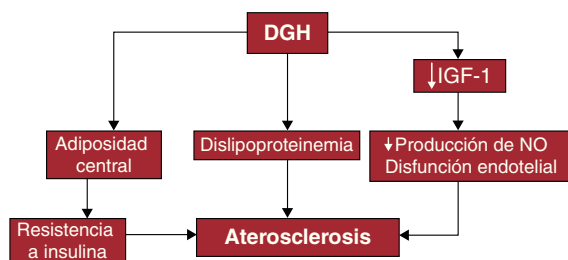 DGH
↓IGF-1
Adiposidad
central
Dislipoproteinemia
↓Producción de NO
Disfunción endotelial
Resistencia
a insulina
Aterosclerosis